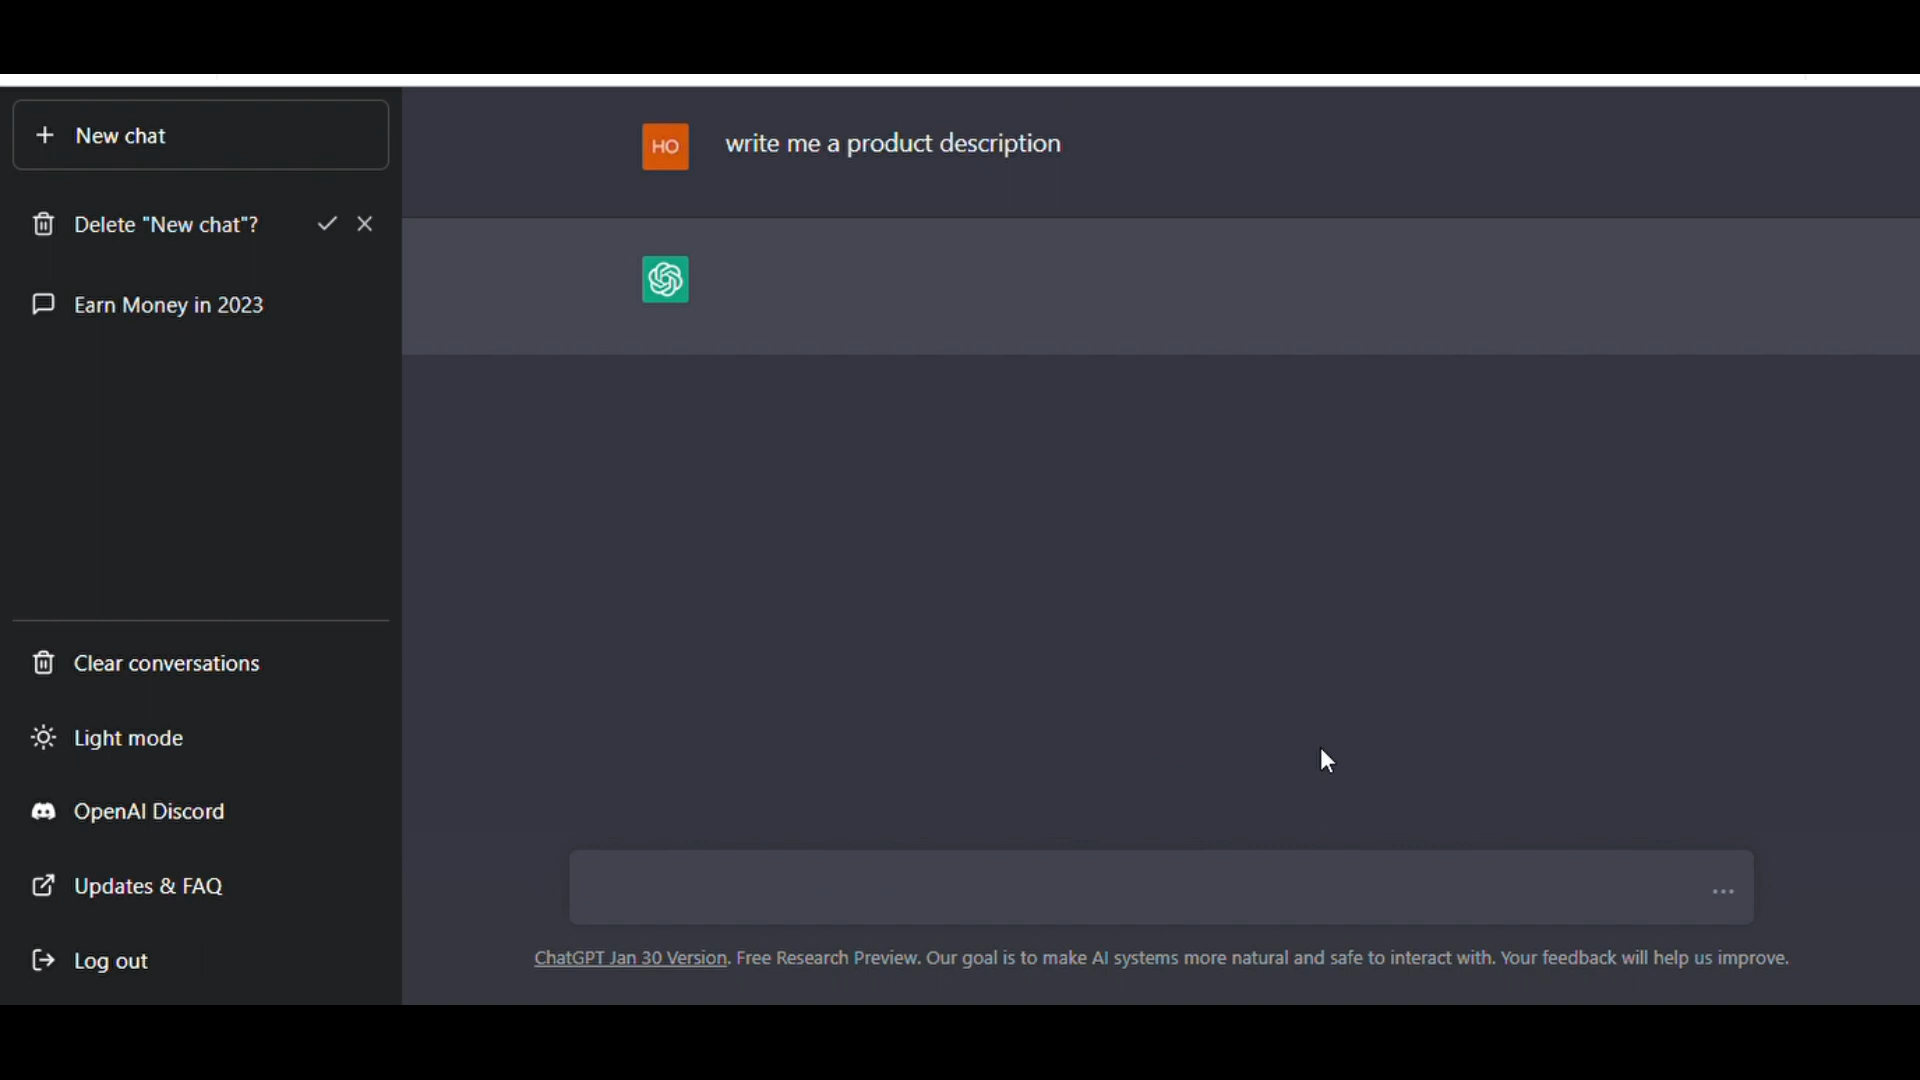 New chat
Delete "New chat"?
Earn Money in 2023
Clear conversations
Light mode
OpenAI Discord
Updates & FAQ
Log out
HO
write me a product description
ChatGPT Jan 30 Version. Free Research Preview. Our goal is to make AI systems more natural and safe to interact with. Your feedback will help us improve.